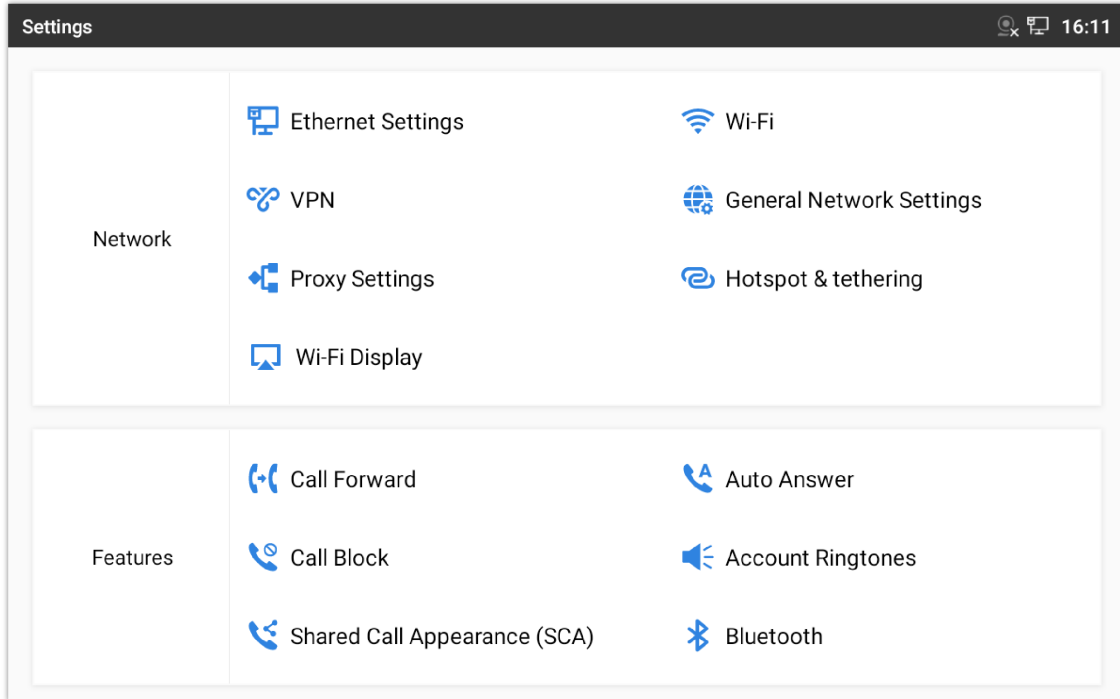 Settings 16:11
Network
Ethernet Settings
Wi-Fi
VPN
General Network Settings
Proxy Settings
Hotspot & tethering
Wi-Fi Display
Features
Call Forward
Auto Answer
Call Block
Account Ringtones
Shared Call Appearance (SCA)
Bluetooth